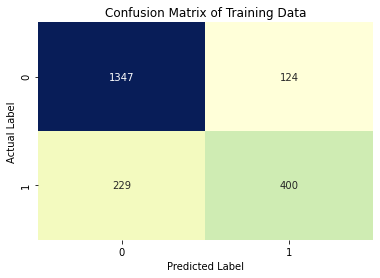 Confusion Matrix of Training Data
Actual Label
0
1347
124
1
229
400
0
1
Predicted Label